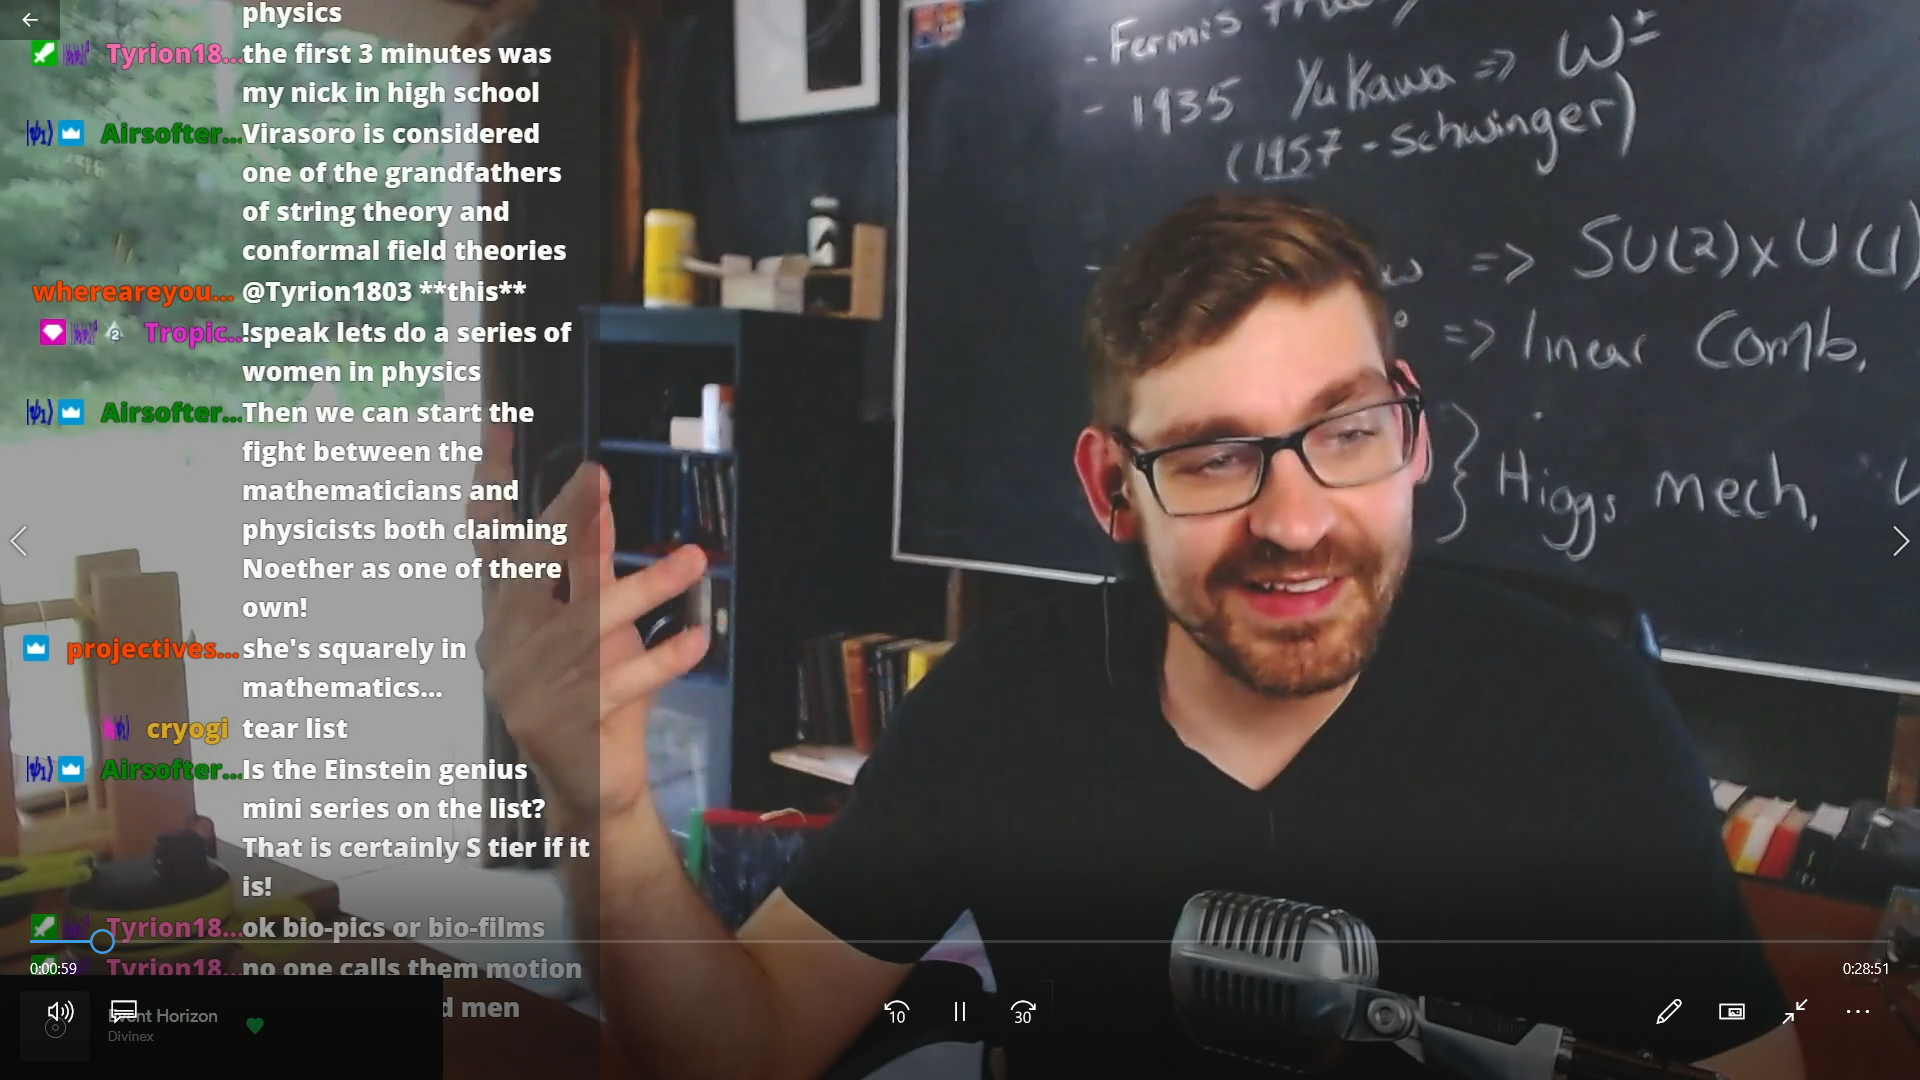 physics
Tyrion18...the first 3 minutes was
my nick in high school
|ψ₁⟩ Airsofter...Virasoro is considered
one of the grandfathers
of string theory and
conformal field theories
whereareyou... @Tyrion1803 **this**
2 Tropic...!speak lets do a series of
women in physics
|ψ₁⟩ Airsofter...Then we can start the
fight between the
mathematicians and
physicists both claiming
Noether as one of there
own!
projectives...she's squarely in
mathematics...
cryogi tear list
|ψ₁⟩ Airsofter...Is the Einstein genius
mini series on the list?
That is certainly S tier if it
is!
Tyrion18...ok bio-pics or bio-films
Tyrion18...no one calls them motion
d men
- Fermi's
- 1935 Yukawa => W±
(1957 - Schwinger)
- => SU(2)x U(1)
=> linear Comb.
} Higgs mech.
0:00:59
0:28:51
Event Horizon
Divinex
10
30